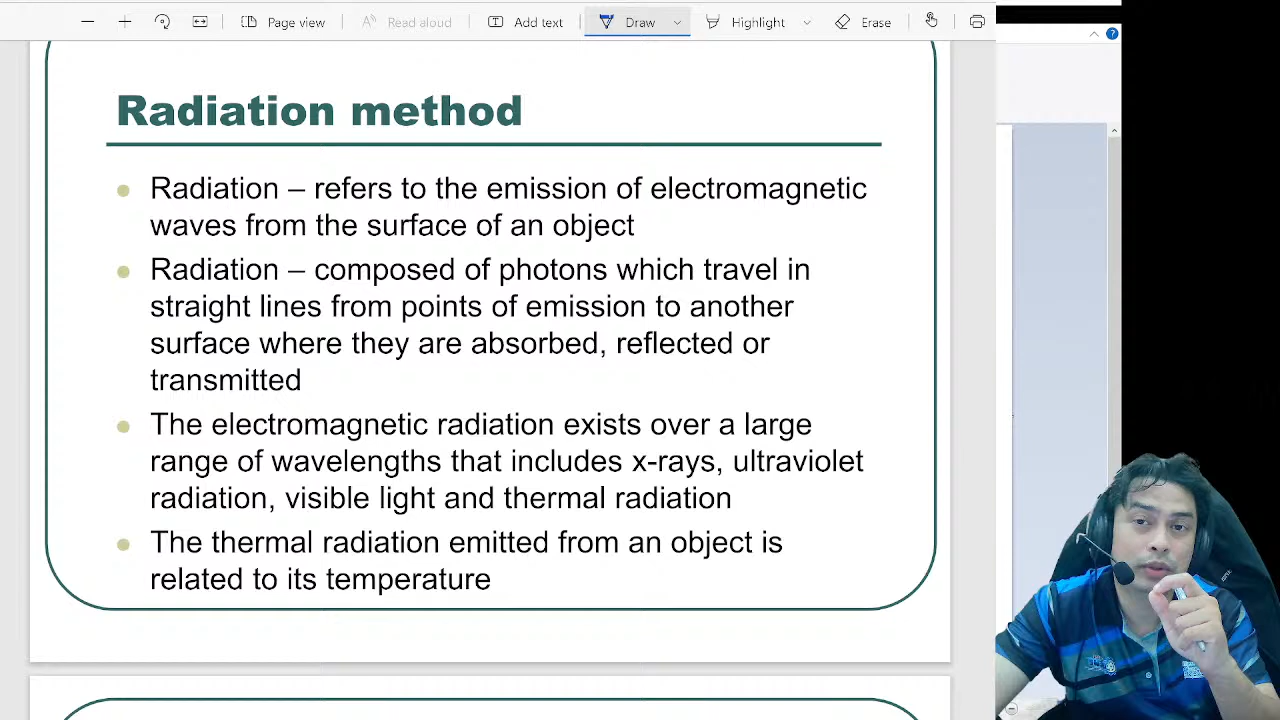 Page view
Read aloud
Add text
Draw
Highlight
Erase
?
Radiation method
Radiation – refers to the emission of electromagnetic
waves from the surface of an object
Radiation – composed of photons which travel in
straight lines from points of emission to another
surface where they are absorbed, reflected or
transmitted
The electromagnetic radiation exists over a large
range of wavelengths that includes x-rays, ultraviolet
radiation, visible light and thermal radiation
The thermal radiation emitted from an object is
related to its temperature